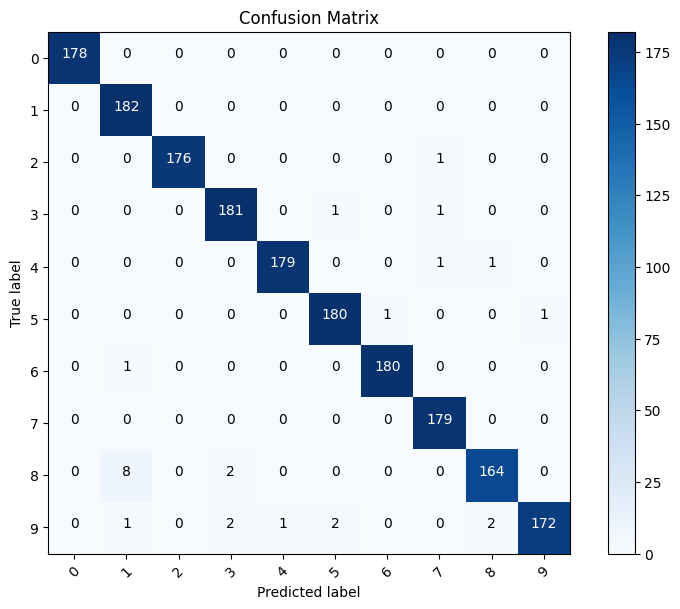 Confusion Matrix
0 178 0 0 0 0 0 0 0 0 0
1 0 182 0 0 0 0 0 0 0 0
2 0 0 176 0 0 0 0 1 0 0
3 0 0 0 181 0 1 0 1 0 0
4 0 0 0 0 179 0 0 1 1 0
5 0 0 0 0 0 180 1 0 0 1
6 0 1 0 0 0 0 180 0 0 0
7 0 0 0 0 0 0 0 179 0 0
8 0 8 0 2 0 0 0 0 164 0
9 0 1 0 2 1 2 0 0 2 172
0 1 2 3 4 5 6 7 8 9
Predicted label
True label
175
150
125
100
75
50
25
0